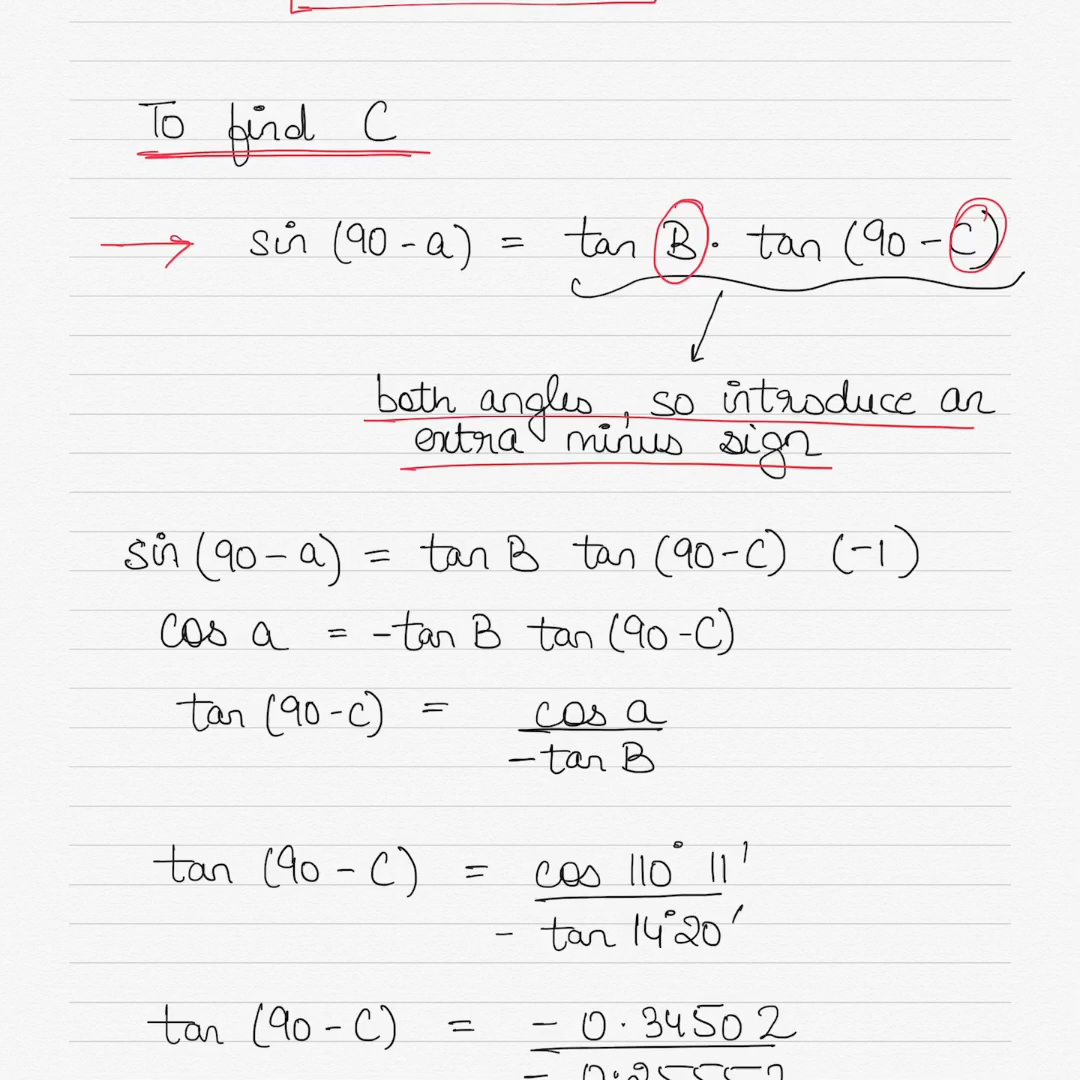 To find C
sin (90 - a) = tan B · tan (90 - C)
both angles, so introduce an
extra minus sign
sin (90 - a) = tan B tan (90 - C) (-1)
cos a = - tan B tan (90 - C)
tan (90 - C) = cos a
- tan B
tan (90 - C) = cos 110° 11'
- tan 14° 20'
tan (90 - C) = - 0.34502